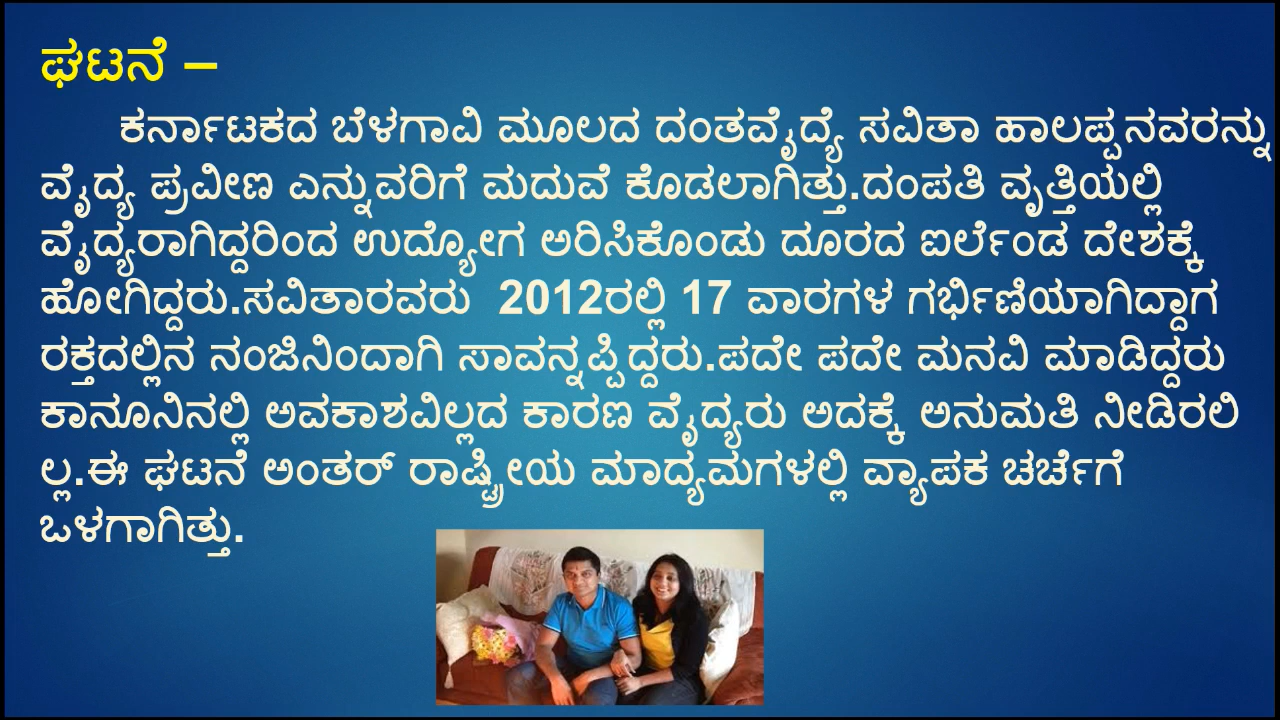 ಘಟನೆ –
ಕರ್ನಾಟಕದ ಬೆಳಗಾವಿ ಮೂಲದ ದಂತವೈದ್ಯೆ ಸವಿತಾ ಹಾಲಪ್ಪನವರನ್ನು
ವೈದ್ಯ ಪ್ರವೀಣ ಎನ್ನುವರಿಗೆ ಮದುವೆ ಕೊಡಲಾಗಿತ್ತು.ದಂಪತಿ ವೃತ್ತಿಯಲ್ಲಿ
ವೈದ್ಯರಾಗಿದ್ದರಿಂದ ಉದ್ಯೋಗ ಅರಿಸಿಕೊಂಡು ದೂರದ ಐರ್ಲೆಂಡ ದೇಶಕ್ಕೆ
ಹೋಗಿದ್ದರು.ಸವಿತಾರವರು 2012ರಲ್ಲಿ 17 ವಾರಗಳ ಗರ್ಭಿಣಿಯಾಗಿದ್ದಾಗ
ರಕ್ತದಲ್ಲಿನ ನಂಜಿನಿಂದಾಗಿ ಸಾವನ್ನಪ್ಪಿದ್ದರು.ಪದೇ ಪದೇ ಮನವಿ ಮಾಡಿದ್ದರು
ಕಾನೂನಿನಲ್ಲಿ ಅವಕಾಶವಿಲ್ಲದ ಕಾರಣ ವೈದ್ಯರು ಅದಕ್ಕೆ ಅನುಮತಿ ನೀಡಿರಲಿ
ಲ್ಲ.ಈ ಘಟನೆ ಅಂತರ್ ರಾಷ್ಟ್ರೀಯ ಮಾದ್ಯಮಗಳಲ್ಲಿ ವ್ಯಾಪಕ ಚರ್ಚೆಗೆ
ಒಳಗಾಗಿತ್ತು.